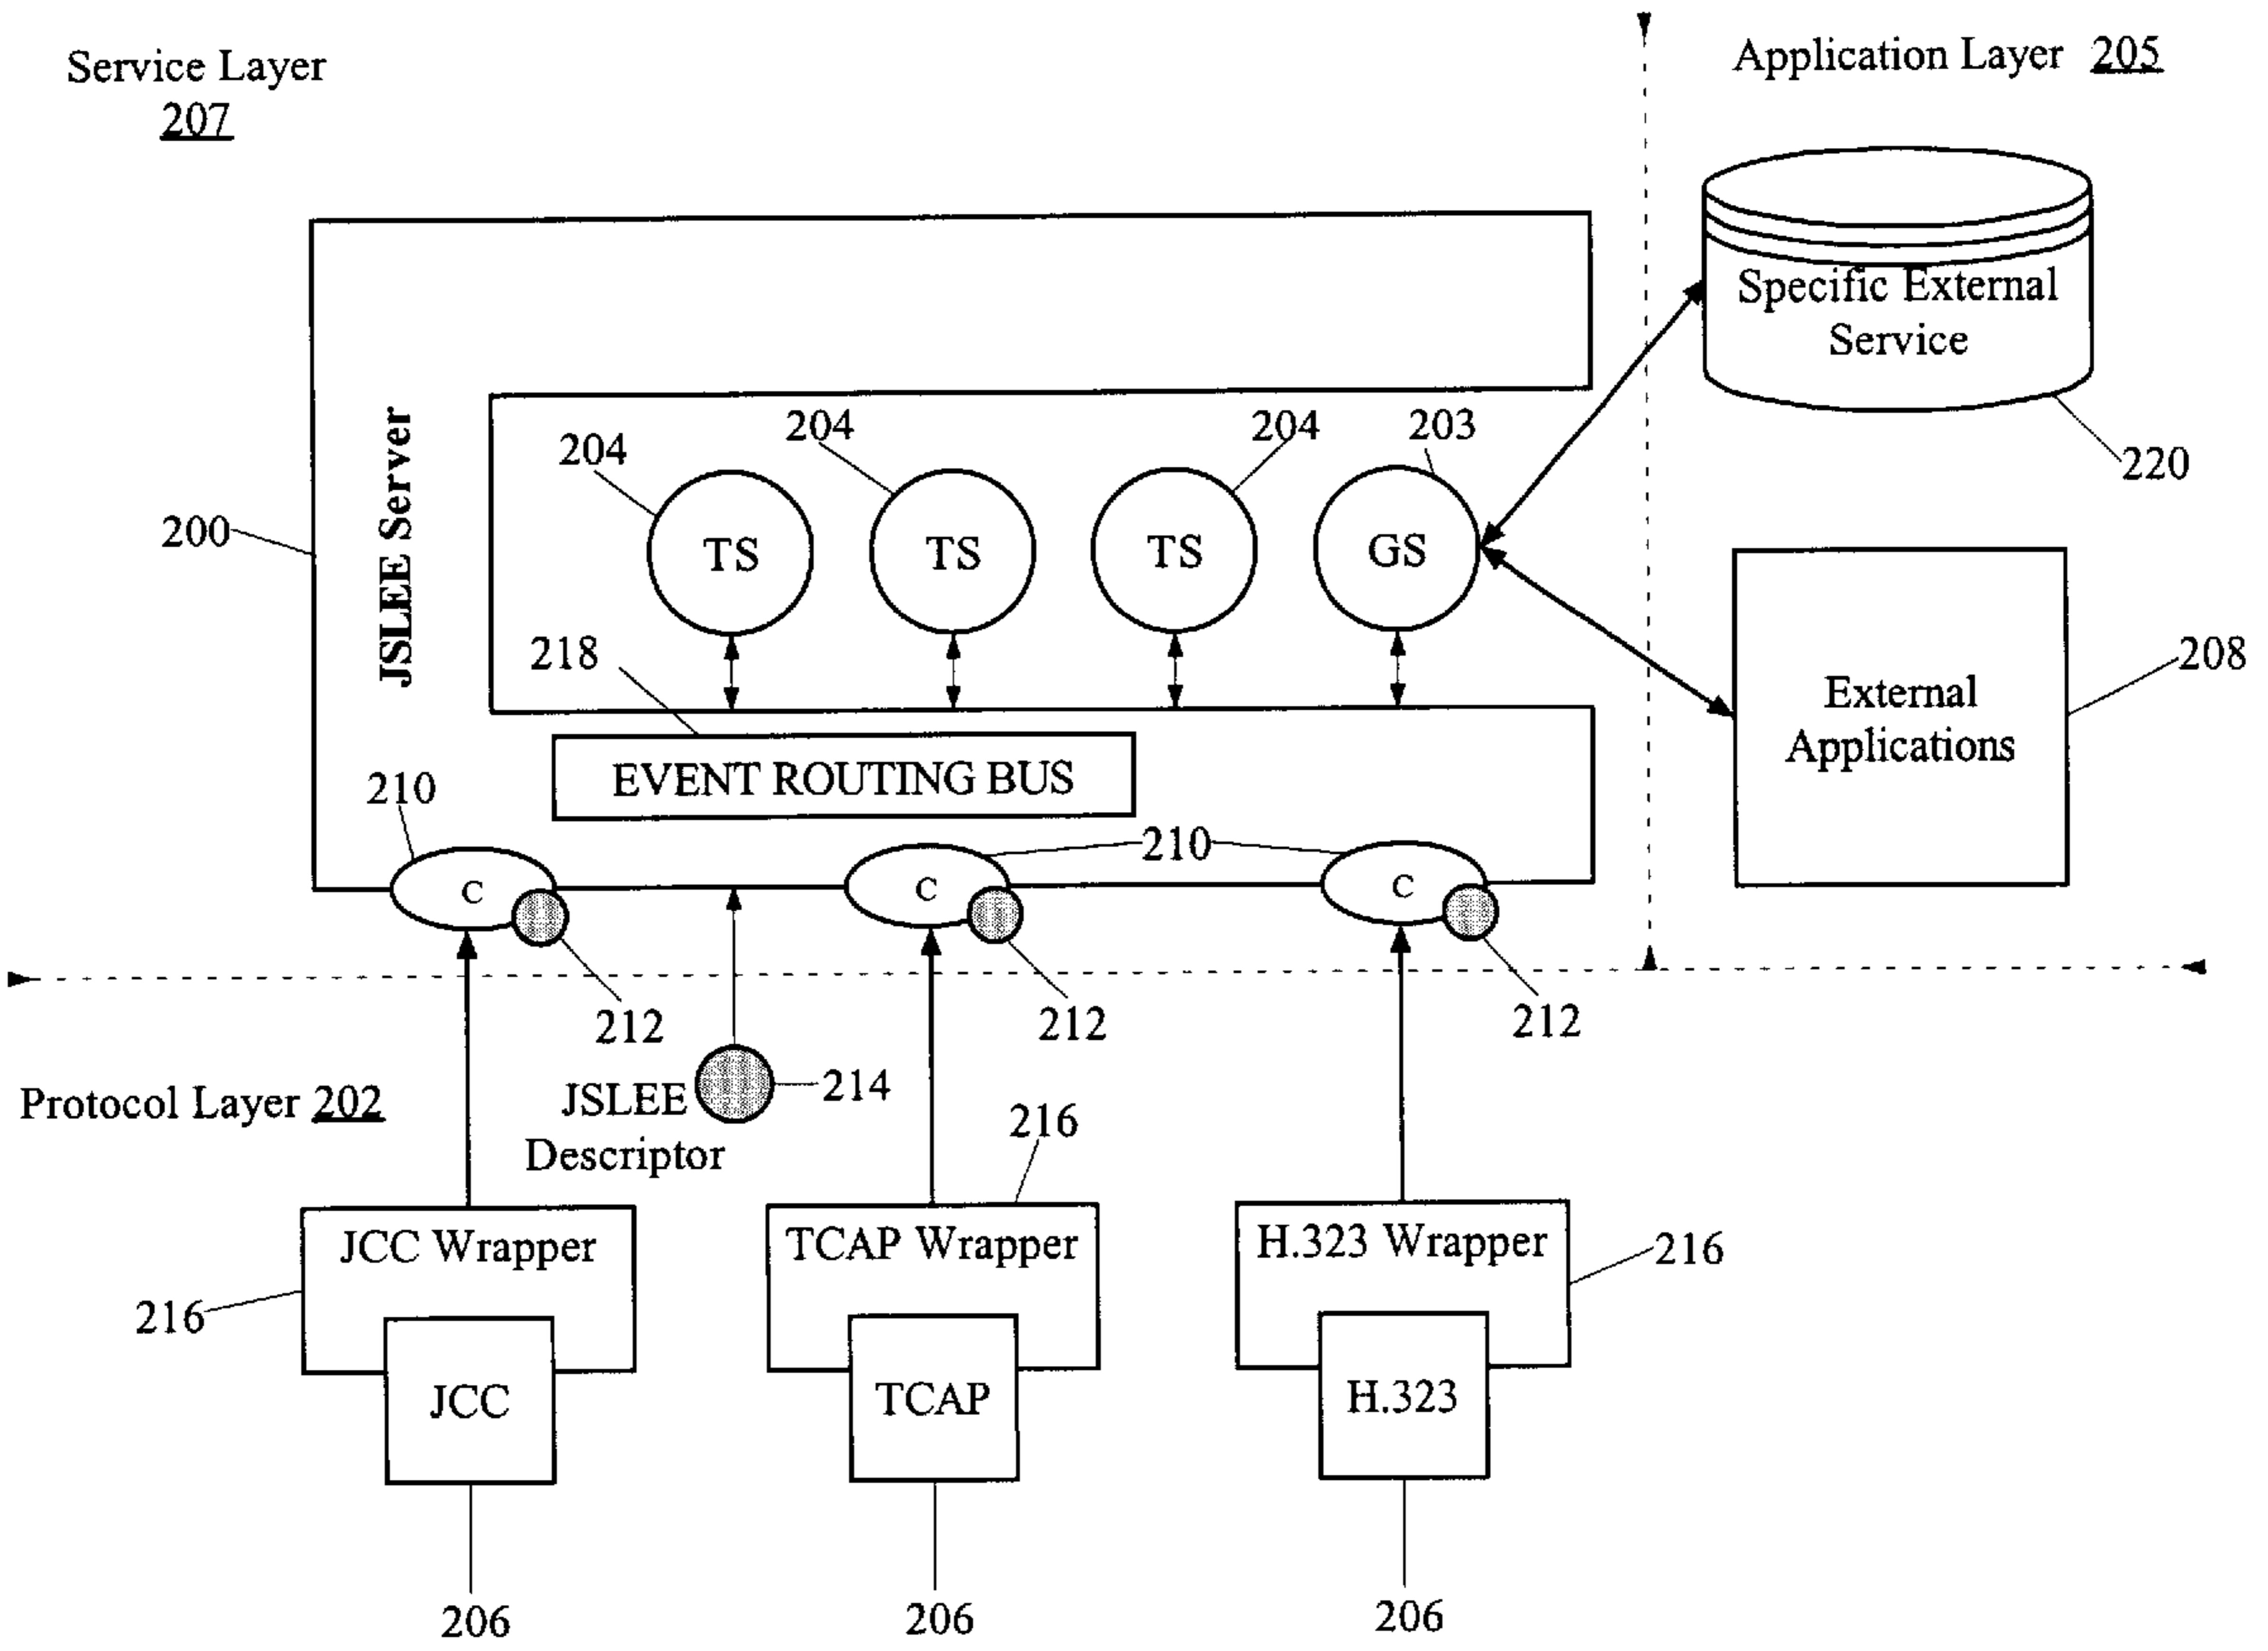 Service Layer
207
Application Layer 205
Specific External
Service
220
204
204
204
203
200
JSLEE Server
TS
TS
TS
GS
218
208
External
Applications
EVENT ROUTING BUS
210
210
C
C
C
212
212
212
Protocol Layer 202
JSLEE
Descriptor
214
216
JCC Wrapper
TCAP Wrapper
H.323 Wrapper
216
216
JCC
TCAP
H.323
206
206
206